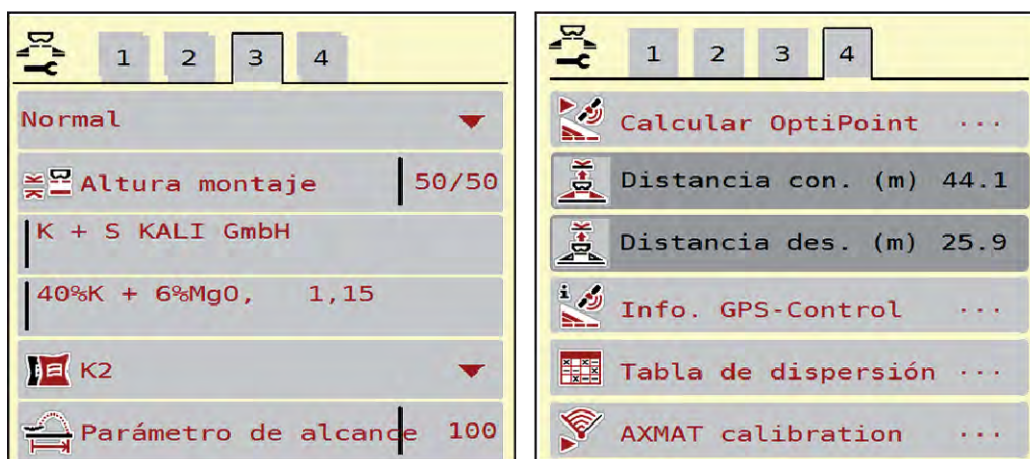 1 2 3 4
Normal
Altura montaje 50/50
K + S KALI GmbH
40%K + 6%MgO, 1,15
K2
Parámetro de alcance 100
1 2 3 4
Calcular OptiPoint ...
Distancia con. (m) 44.1
Distancia des. (m) 25.9
i
Info. GPS-Control ...
Tabla de dispersión ...
AXMAT calibration ...